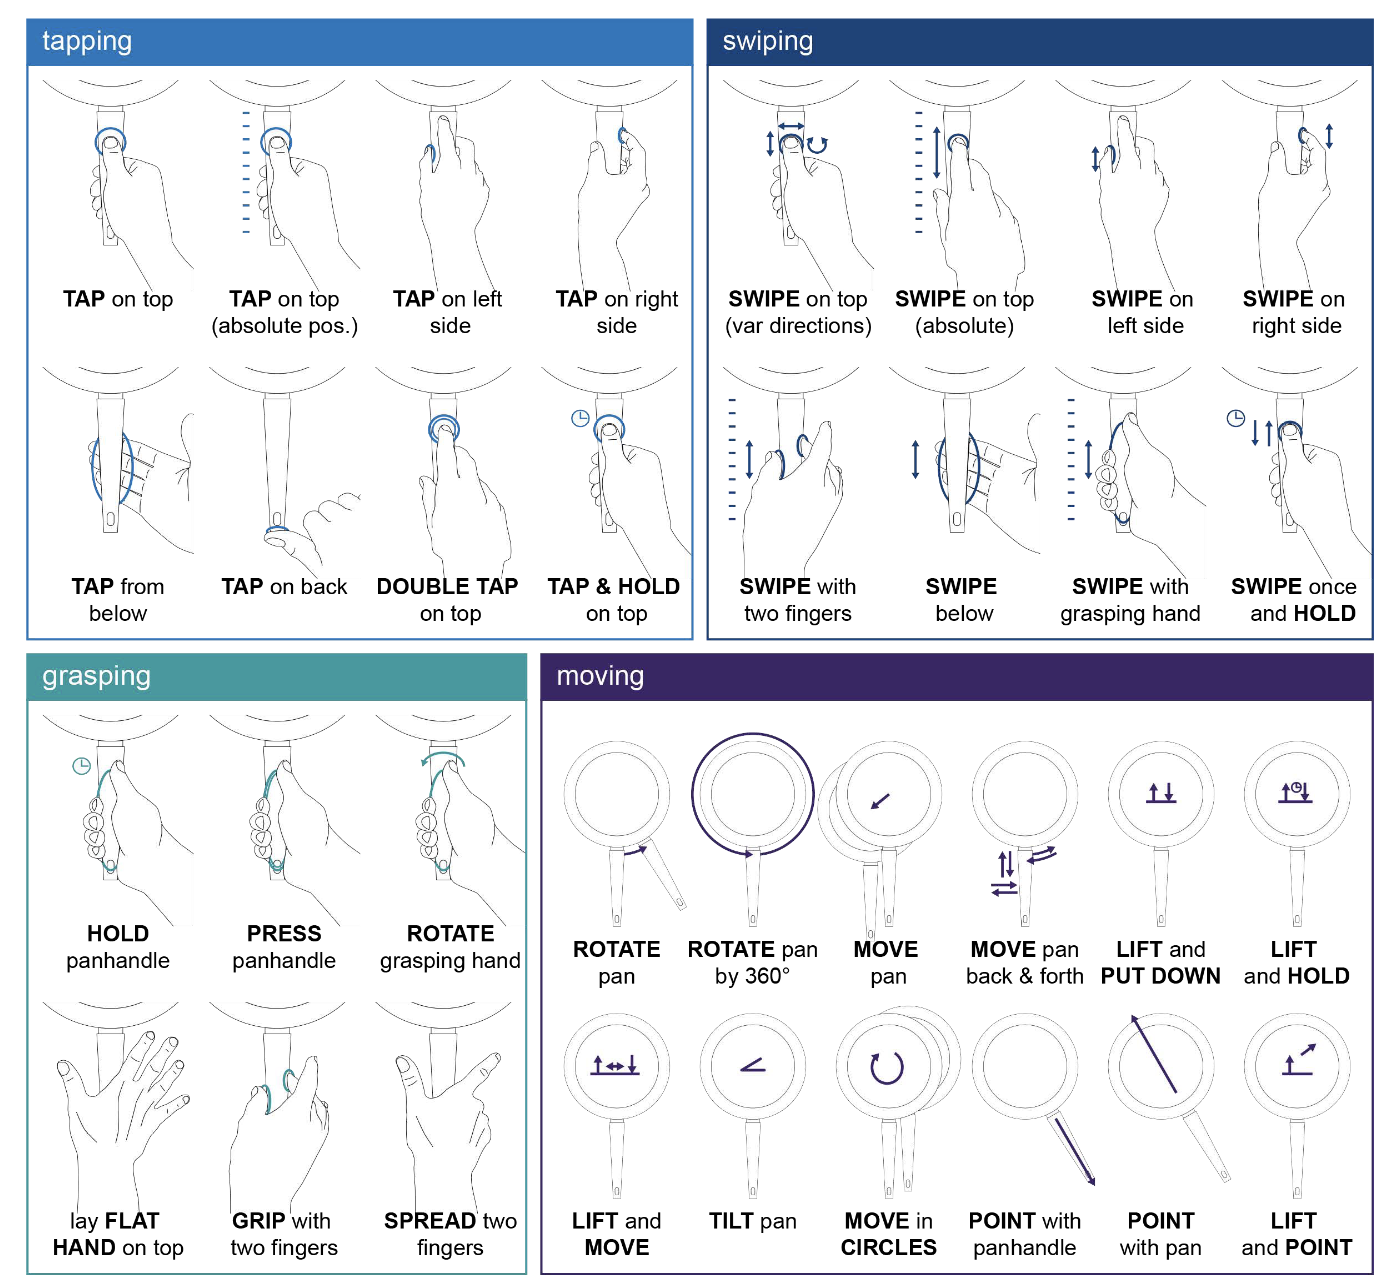 tapping
TAP on top
TAP on top
(absolute pos.)
TAP on left
side
TAP on right
side
TAP from
below
TAP on back
DOUBLE TAP
on top
TAP & HOLD
on top
swiping
SWIPE on top
(var directions)
SWIPE on top
(absolute)
SWIPE on
left side
SWIPE on
right side
SWIPE with
two fingers
SWIPE
below
SWIPE with
grasping hand
SWIPE once
and HOLD
grasping
HOLD
panhandle
PRESS
panhandle
ROTATE
grasping hand
lay FLAT
HAND on top
GRIP with
two fingers
SPREAD two
fingers
moving
ROTATE
pan
ROTATE pan
by 360°
MOVE
pan
MOVE pan
back & forth
LIFT and
PUT DOWN
LIFT
and HOLD
LIFT and
MOVE
TILT pan
MOVE in
CIRCLES
POINT with
panhandle
POINT
with pan
LIFT
and POINT